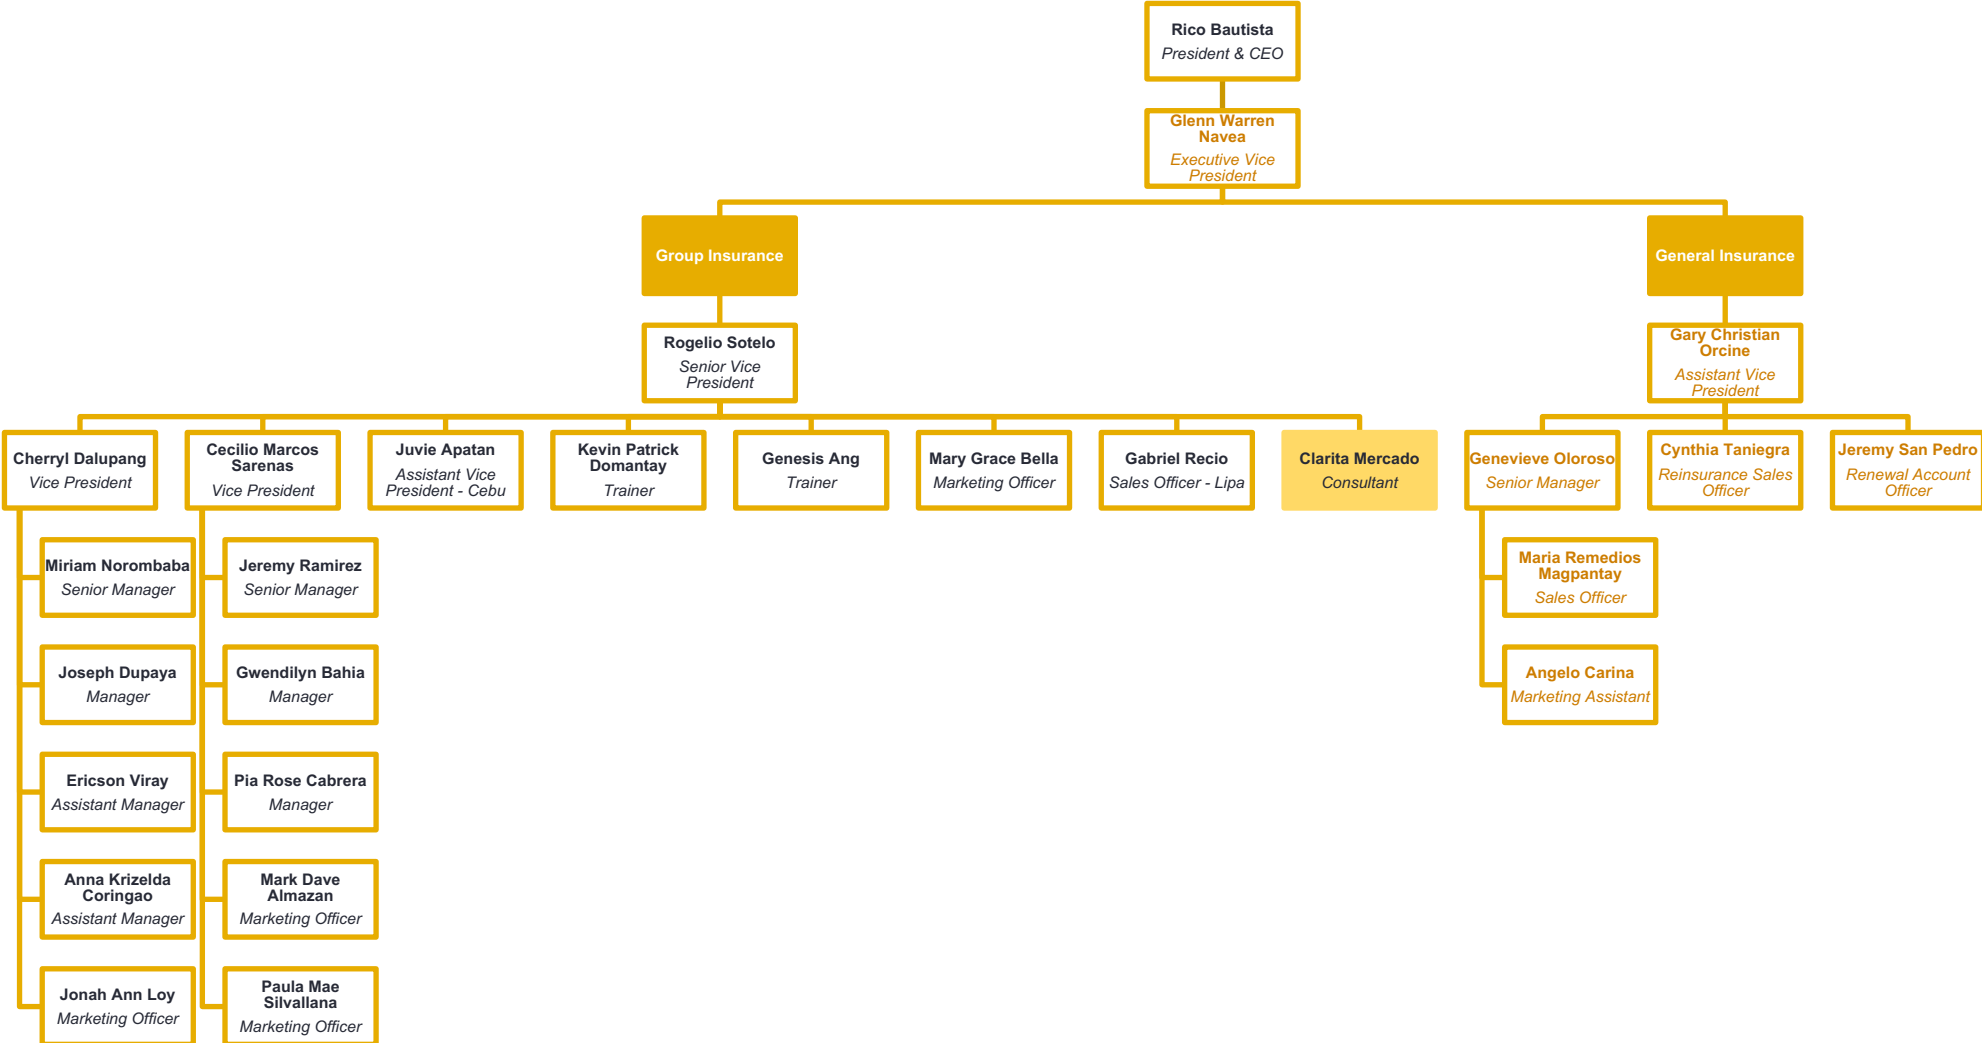 Rico Bautista
President & CEO
Glenn Warren
Navea
Executive Vice
President
Group Insurance
General Insurance
Rogelio Sotelo
Senior Vice
President
Gary Christian
Orcine
Assistant Vice
President
Cherryl Dalupang
Vice President
Cecilio Marcos
Sarenas
Vice President
Juvie Apatan
Assistant Vice
President - Cebu
Kevin Patrick
Domantay
Trainer
Genesis Ang
Trainer
Mary Grace Bella
Marketing Officer
Gabriel Recio
Sales Officer - Lipa
Clarita Mercado
Consultant
Genevieve Oloroso
Senior Manager
Cynthia Taniegra
Reinsurance Sales
Officer
Jeremy San Pedro
Renewal Account
Officer
Miriam Norombaba
Senior Manager
Jeremy Ramirez
Senior Manager
Maria Remedios
Magpantay
Sales Officer
Joseph Dupaya
Manager
Gwendilyn Bahia
Manager
Angelo Carina
Marketing Assistant
Ericson Viray
Assistant Manager
Pia Rose Cabrera
Manager
Anna Krizelda
Coringao
Assistant Manager
Mark Dave
Almazan
Marketing Officer
Jonah Ann Loy
Marketing Officer
Paula Mae
Silvallana
Marketing Officer